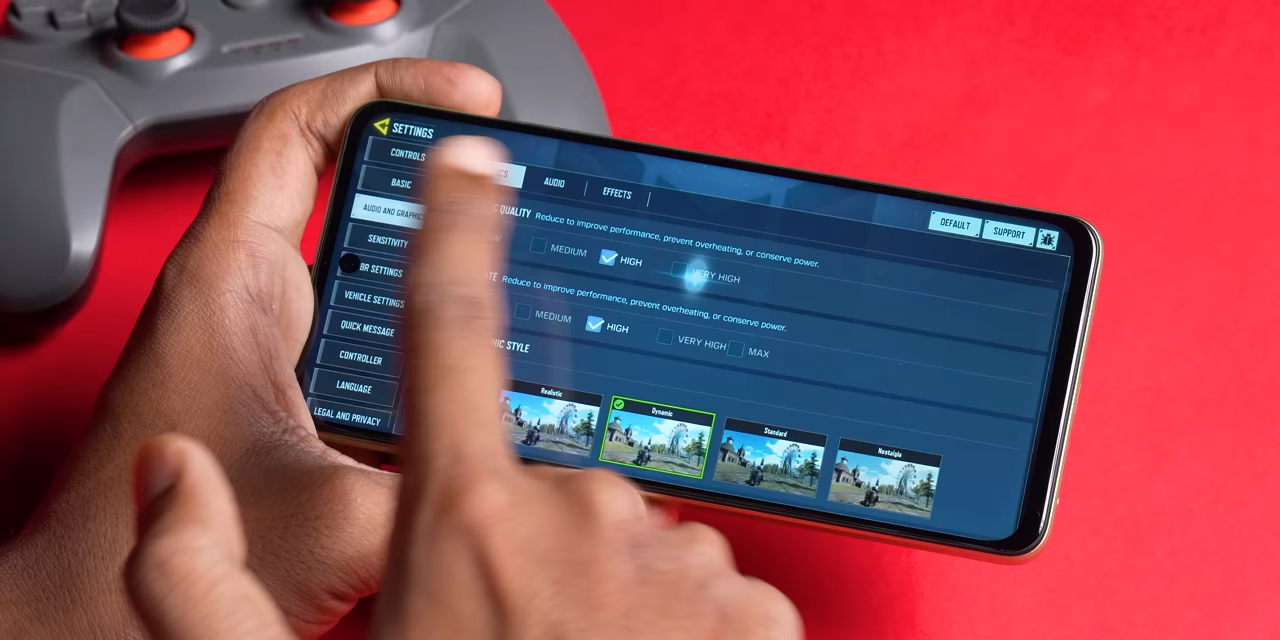 SETTINGS
CONTROLS
BASIC
AUDIO AND GRAPHICS
SENSITIVITY
BR SETTINGS
VEHICLE SETTINGS
QUICK MESSAGE
CONTROLLER
LANGUAGE
LEGAL AND PRIVACY
AUDIO
EFFECTS
DEFAULT
SUPPORT
QUALITY Reduce to improve performance, prevent overheating, or conserve power.
MEDIUM HIGH VERY HIGH
Reduce to improve performance, prevent overheating, or conserve power.
MEDIUM HIGH VERY HIGH MAX
STYLE
Realistic
Dynamic
Standard
Nostalgia